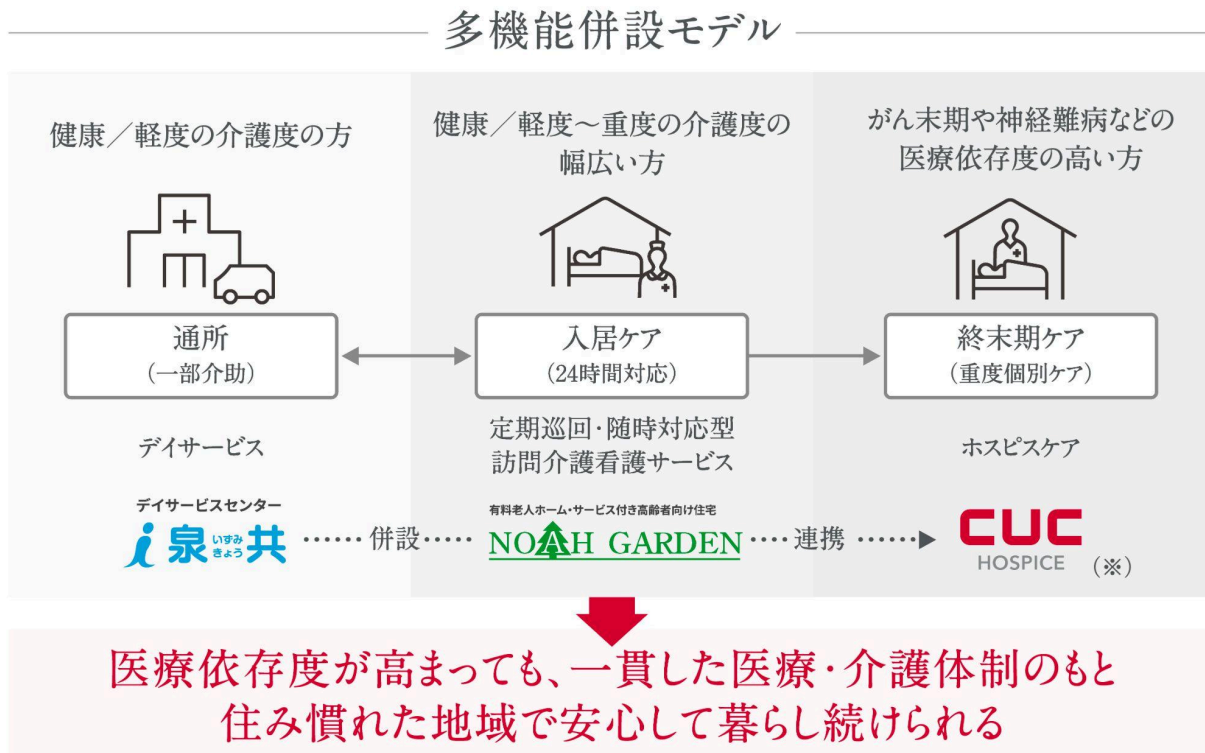 多機能併設モデル
健康／軽度の介護度の方
通所
（一部介助）
デイサービス
デイサービスセンター
i 泉共
いずみ
きょう
健康／軽度～重度の介護度の
幅広い方
入居ケア
（24時間対応）
定期巡回・随時対応型
訪問介護看護サービス
有料老人ホーム・サービス付き高齢者向け住宅
NOAH GARDEN
がん末期や神経難病などの
医療依存度の高い方
終末期ケア
（重度個別ケア）
ホスピスケア
CUC
HOSPICE
（※）
併設
連携
医療依存度が高まっても、一貫した医療・介護体制のもと
住み慣れた地域で安心して暮らし続けられる